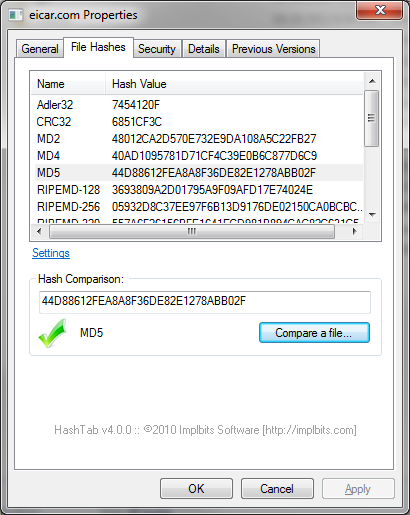 eicar.com Properties
General File Hashes Security Details Previous Versions
Name Hash Value
Adler32 7454120F
CRC32 6851CF3C
MD2 48012CA2D570E732E9DA108A5C22FB27
MD4 40AD1095781D71CF4C39E0B6C877D6C9
MD5 44D88612FEA8A8F36DE82E1278ABB02F
RIPEMD-128 3693809A2D01795A9F09AFD17E74024E
RIPEMD-256 05932D8C37EE97F6B13D9176DE02150CA0BCBC...
Settings
Hash Comparison:
44D88612FEA8A8F36DE82E1278ABB02F
MD5 Compare a file...
HashTab v4.0.0 :: ©2010 Implbits Software [http://implbits.com]
OK Cancel Apply